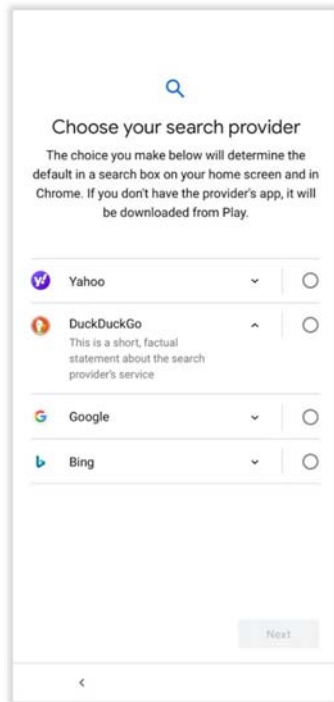 Choose your search provider
The choice you make below will determine the
default in a search box on your home screen and in
Chrome. If you don't have the provider's app, it will
be downloaded from Play.
Yahoo
DuckDuckGo
This is a short, factual
statement about the search
provider's service
Google
Bing
Next